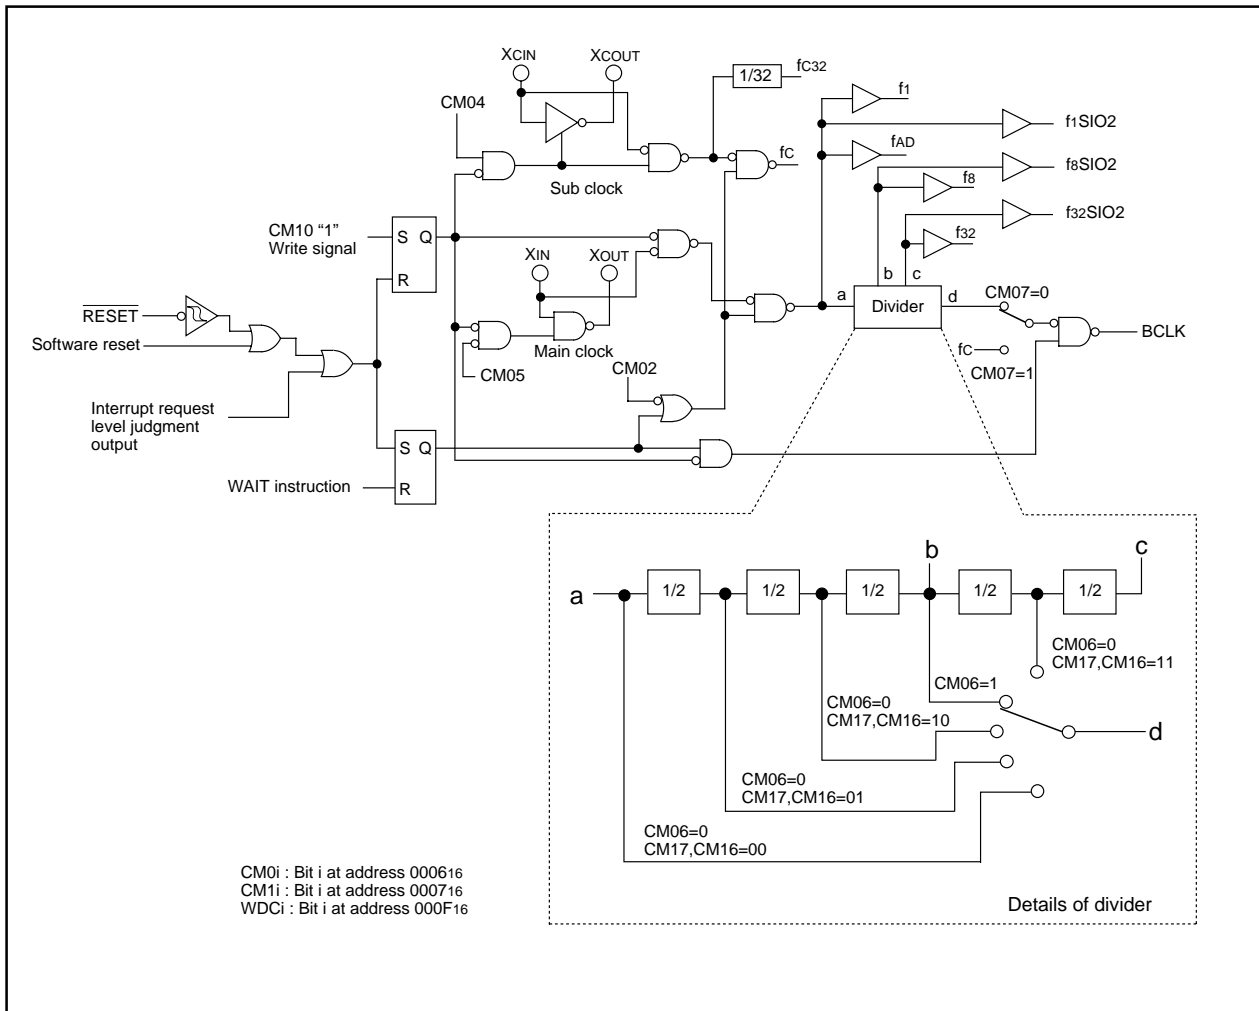 XCIN
XCOUT
1/32
fC32
f1
CM04
f1SIO2
fAD
fC
f8SIO2
Sub clock
f8
f32SIO2
CM10 “1”
Write signal
S Q
R
XIN
XOUT
f32
b c
RESET
a
Divider
d
CM07=0
BCLK
Software reset
Main clock
fC
CM07=1
CM05
CM02
Interrupt request
level judgment
output
S Q
R
WAIT instruction
b
c
a
1/2
1/2
1/2
1/2
1/2
CM06=0
CM17,CM16=11
CM06=1
CM06=0
CM17,CM16=10
d
CM06=0
CM17,CM16=01
CM06=0
CM17,CM16=00
CM0i : Bit i at address 000616
CM1i : Bit i at address 000716
WDCi : Bit i at address 000F16
Details of divider